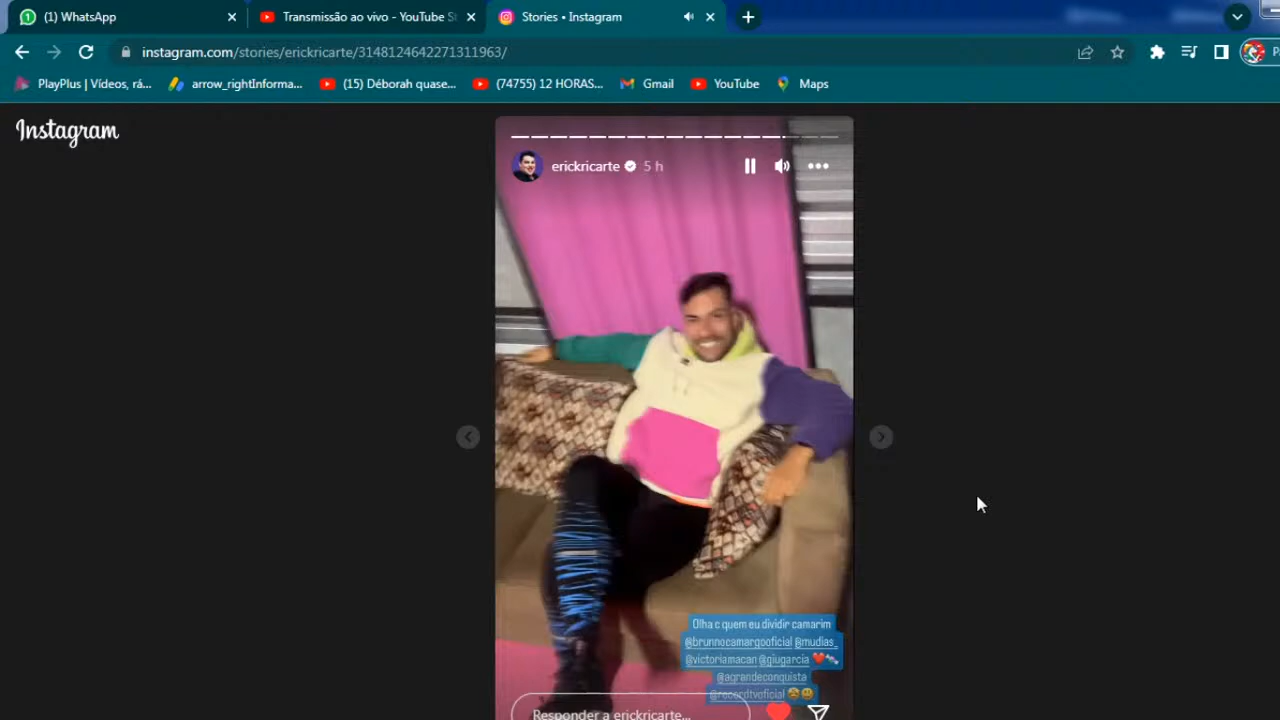 (1) WhatsApp
Transmissão ao vivo - YouTube S
Stories • Instagram
instagram.com/stories/erickricarte/3148124642271311963/
PlayPlus | Vídeos, rá...
arrow_rightInforma...
(15) Déborah quase...
(74755) 12 HORAS...
Gmail
YouTube
Maps
Instagram
erickricarte 5 h
Olha c quem eu dividir camarim
@brunnocamargooficial @mudias_
@victoriamacan @giugarcia
@agrandeconquista
@recordtvoficial
Responder a erickricarte...